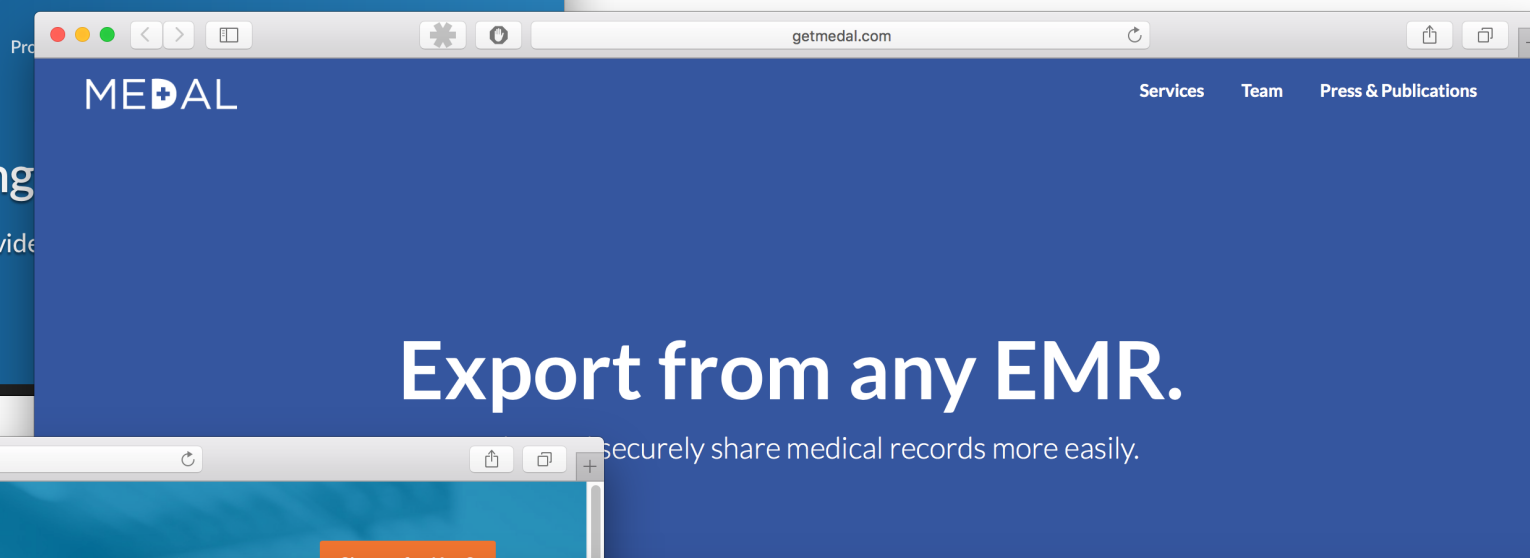 getmedal.com
MEDAL
Services Team Press & Publications
Export from any EMR.
securely share medical records more easily.